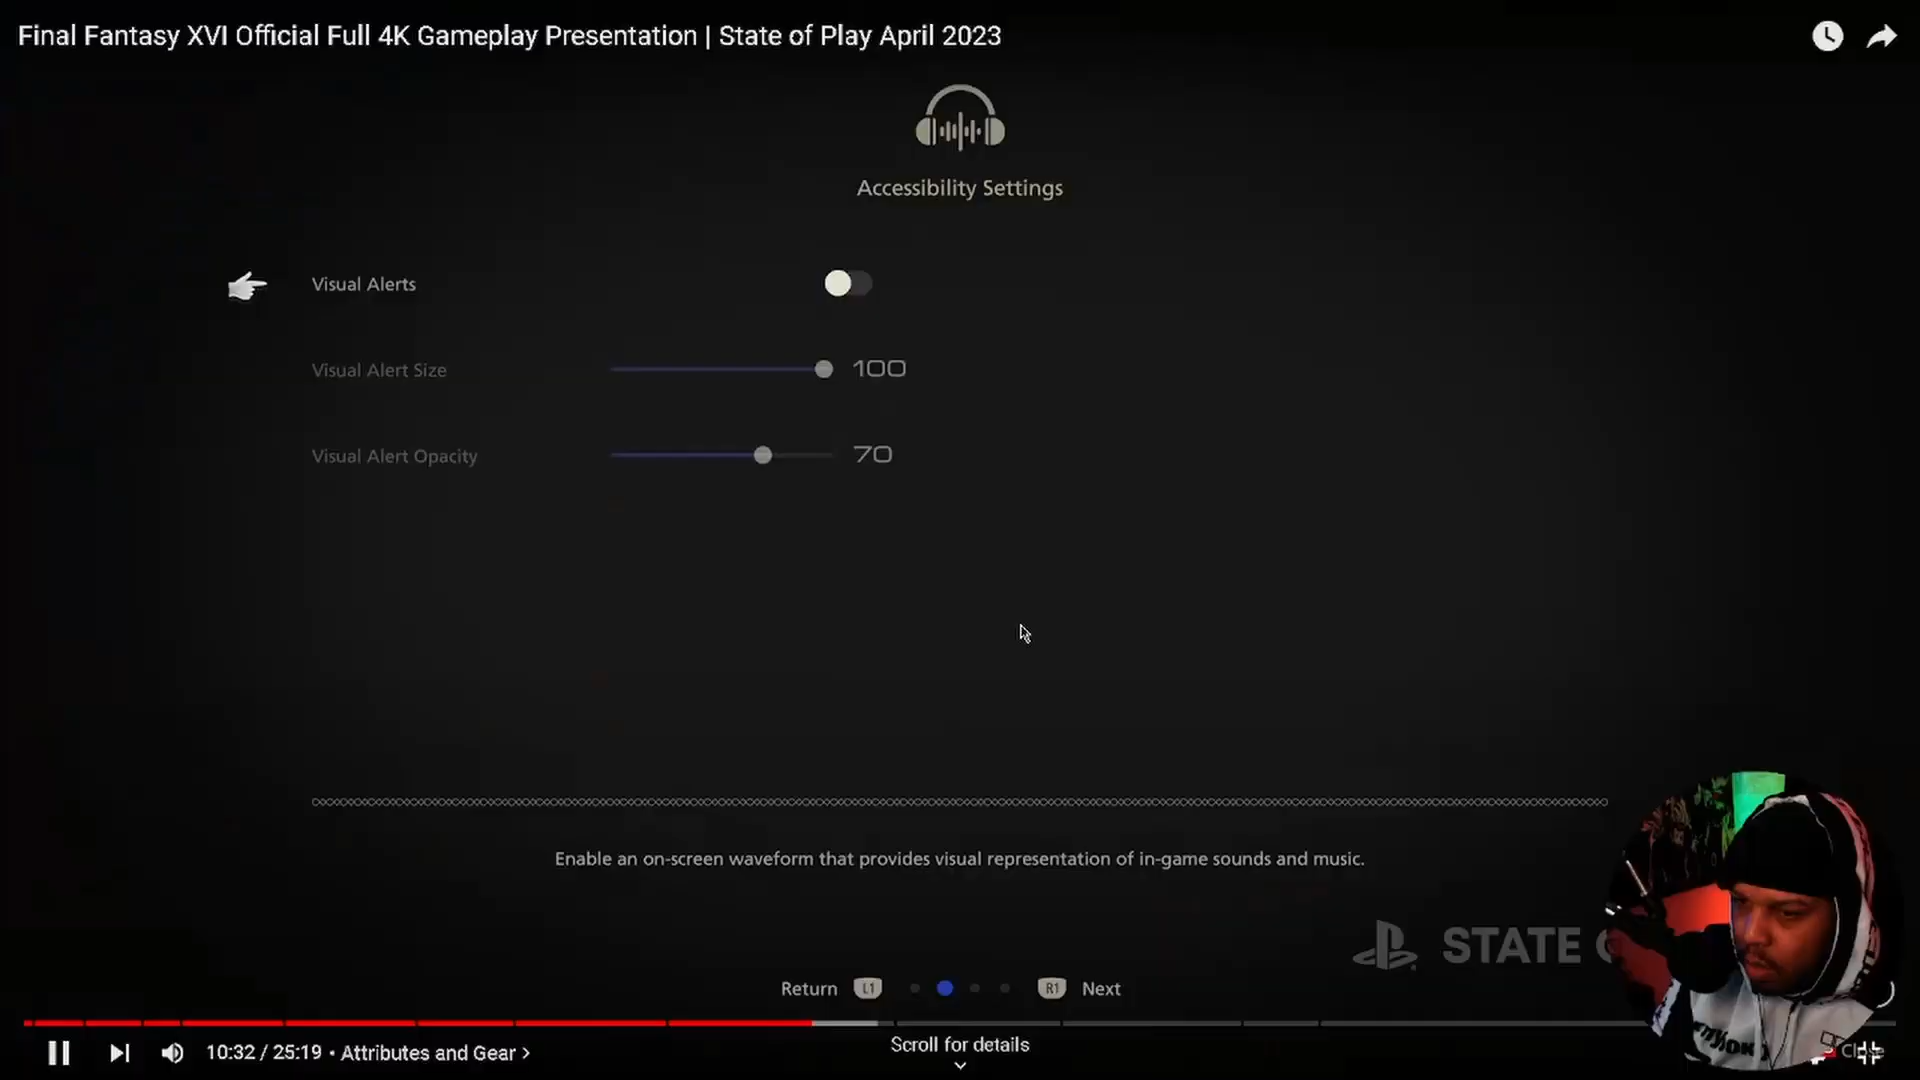 Final Fantasy XVI Official Full 4K Gameplay Presentation | State of Play April 2023
Accessibility Settings
Visual Alerts
Visual Alert Size 100
Visual Alert Opacity 70
Enable an on-screen waveform that provides visual representation of in-game sounds and music.
STATE
Return L1 R1 Next
10:32 / 25:19 • Attributes and Gear >
Scroll for details